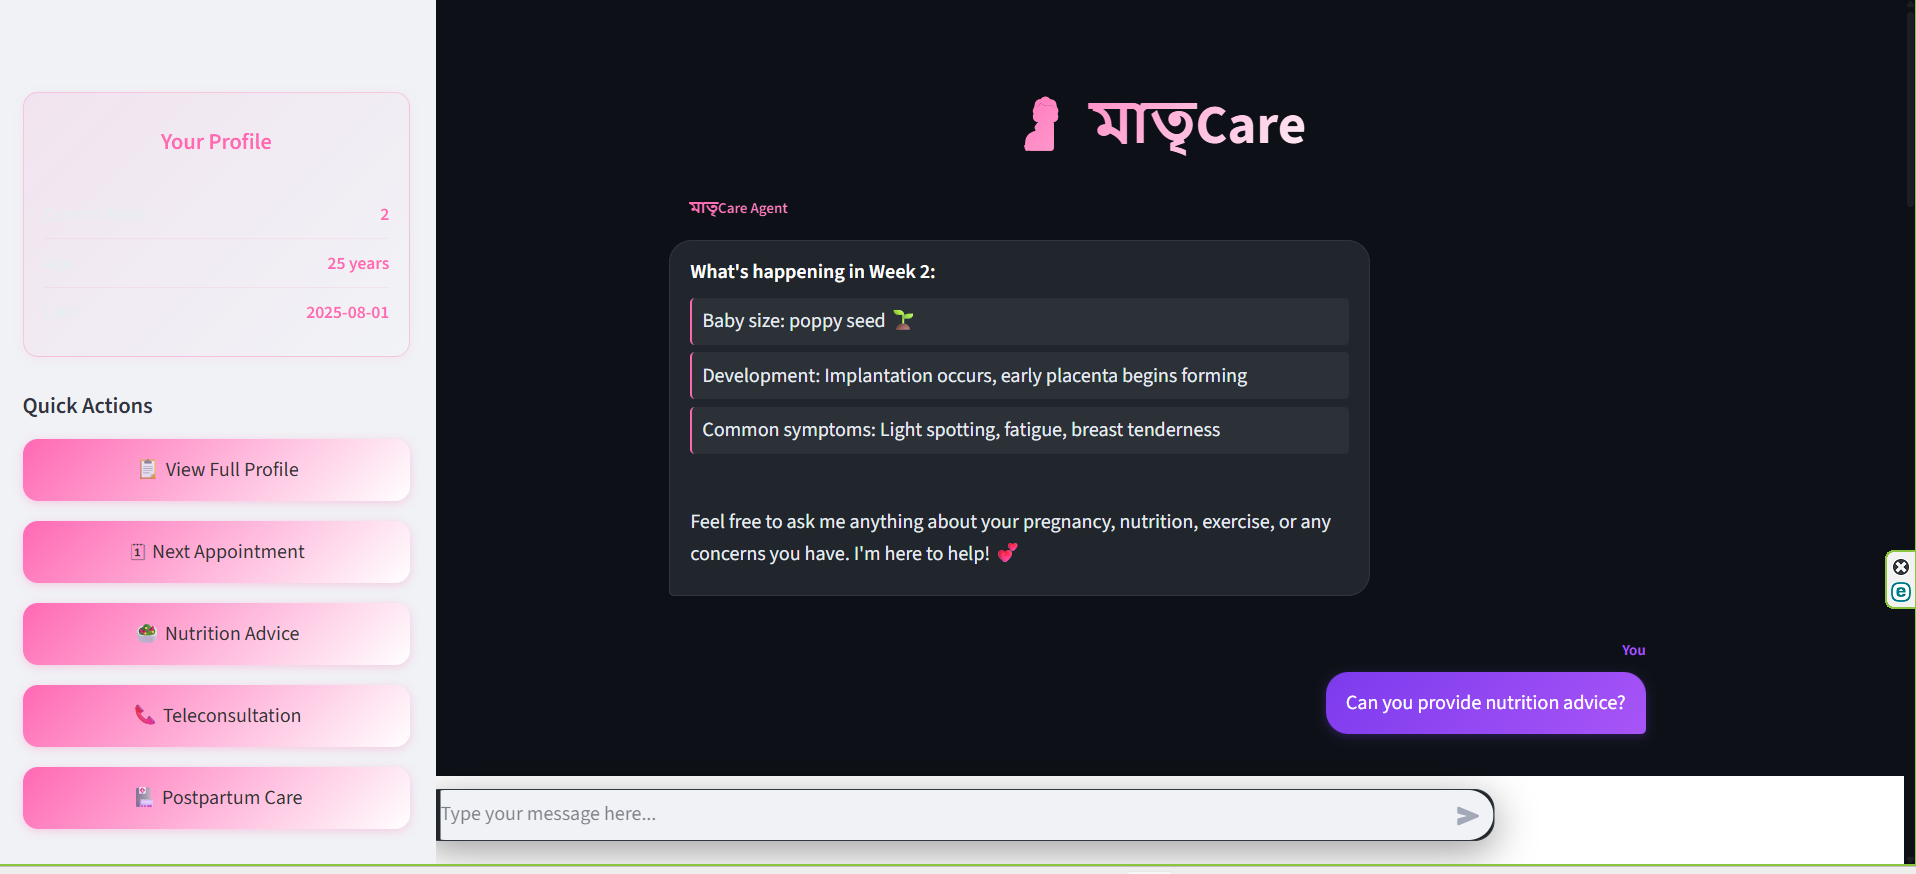 Your Profile
2
25 years
2025-08-01
Quick Actions
📋 View Full Profile
🗓 Next Appointment
🥗 Nutrition Advice
📞 Teleconsultation
🏥 Postpartum Care
মাতৃCare
মাতৃCare Agent
What's happening in Week 2:
Baby size: poppy seed 🌱
Development: Implantation occurs, early placenta begins forming
Common symptoms: Light spotting, fatigue, breast tenderness
Feel free to ask me anything about your pregnancy, nutrition, exercise, or any
concerns you have. I'm here to help! 💕
You
Can you provide nutrition advice?
Type your message here...
e